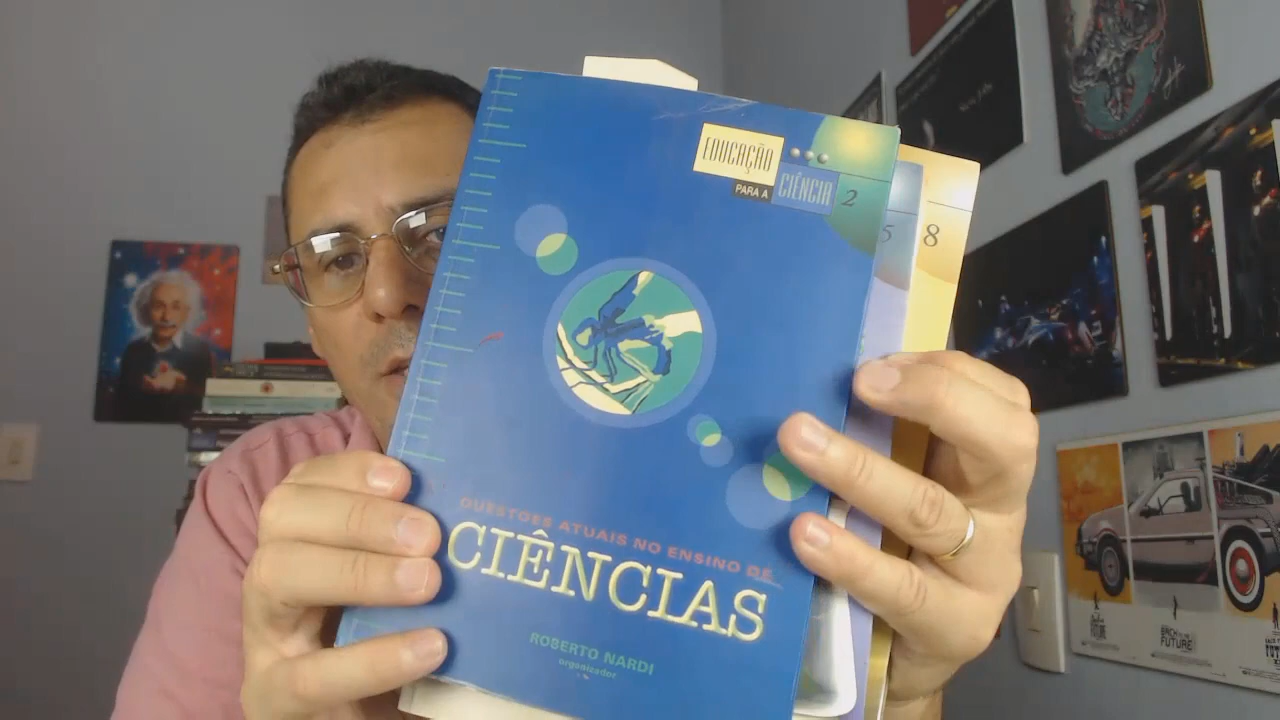 EDUCAÇÃO
PARA A CIÊNCIA 2
5
8
QUESTÕES ATUAIS NO ENSINO DE
CIÊNCIAS
ROBERTO NARDI
organizador
BACK TO THE FUTURE